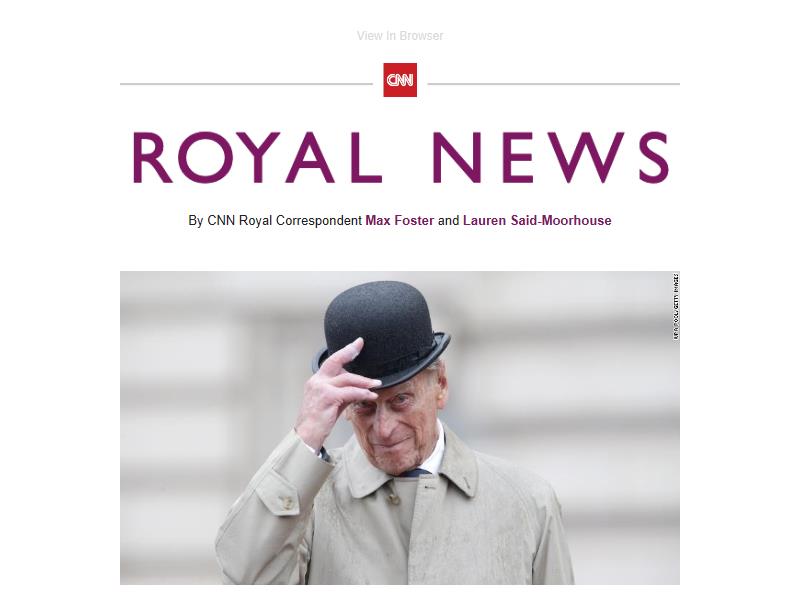 View In Browser
CNN
ROYAL NEWS
By CNN Royal Correspondent Max Foster and Lauren Said-Moorhouse
WPA POOL/GETTY IMAGES